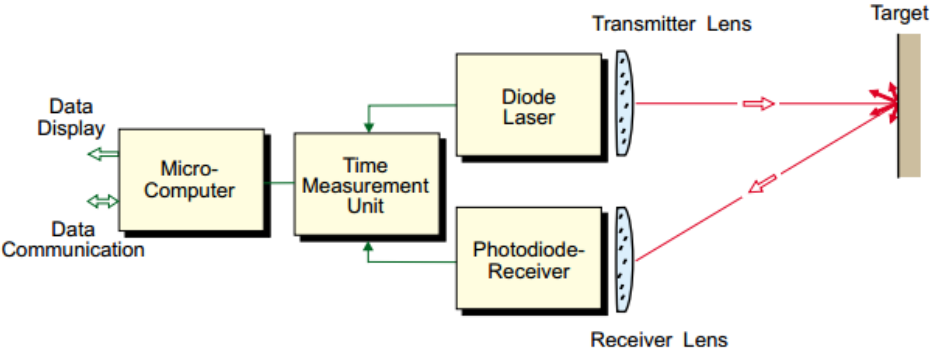 Target
Transmitter Lens
Diode
Laser
Data
Display
Micro-
Computer
Time
Measurement
Unit
Data
Communication
Photodiode-
Receiver
Receiver Lens